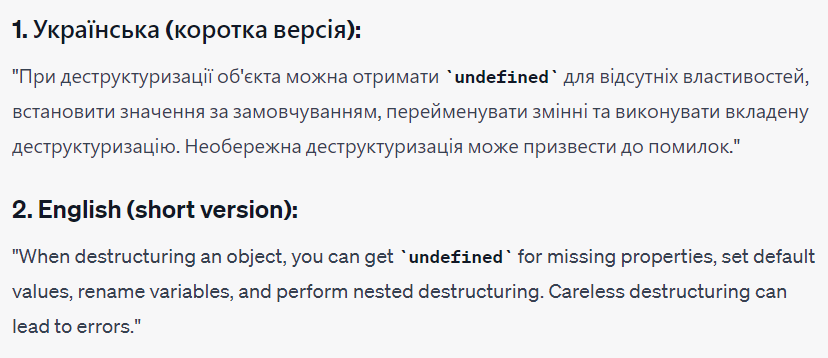 1. Українська (коротка версія):
"При деструктуризації об'єкта можна отримати `undefined` для відсутніх властивостей,
встановити значення за замовчуванням, перейменувати змінні та виконувати вкладену
деструктуризацію. Необережна деструктуризація може призвести до помилок."
2. English (short version):
"When destructuring an object, you can get `undefined` for missing properties, set default
values, rename variables, and perform nested destructuring. Careless destructuring can
lead to errors."